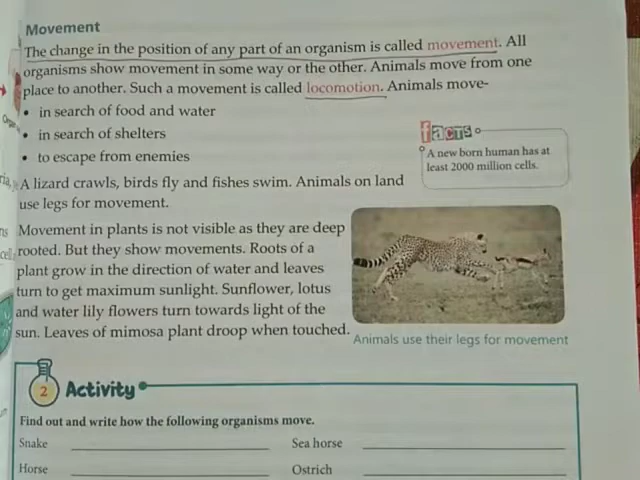 Movement
The change in the position of any part of an organism is called movement. All
organisms show movement in some way or the other. Animals move from one
place to another. Such a movement is called locomotion. Animals move-
• in search of food and water
• in search of shelters
• to escape from enemies
facts
A new born human has at
least 2000 million cells.
A lizard crawls, birds fly and fishes swim. Animals on land
use legs for movement.
Movement in plants is not visible as they are deep
rooted. But they show movements. Roots of a
plant grow in the direction of water and leaves
turn to get maximum sunlight. Sunflower, lotus
and water lily flowers turn towards light of the
sun. Leaves of mimosa plant droop when touched.
Animals use their legs for movement
2 Activity
Find out and write how the following organisms move.
Snake Sea horse
Horse Ostrich